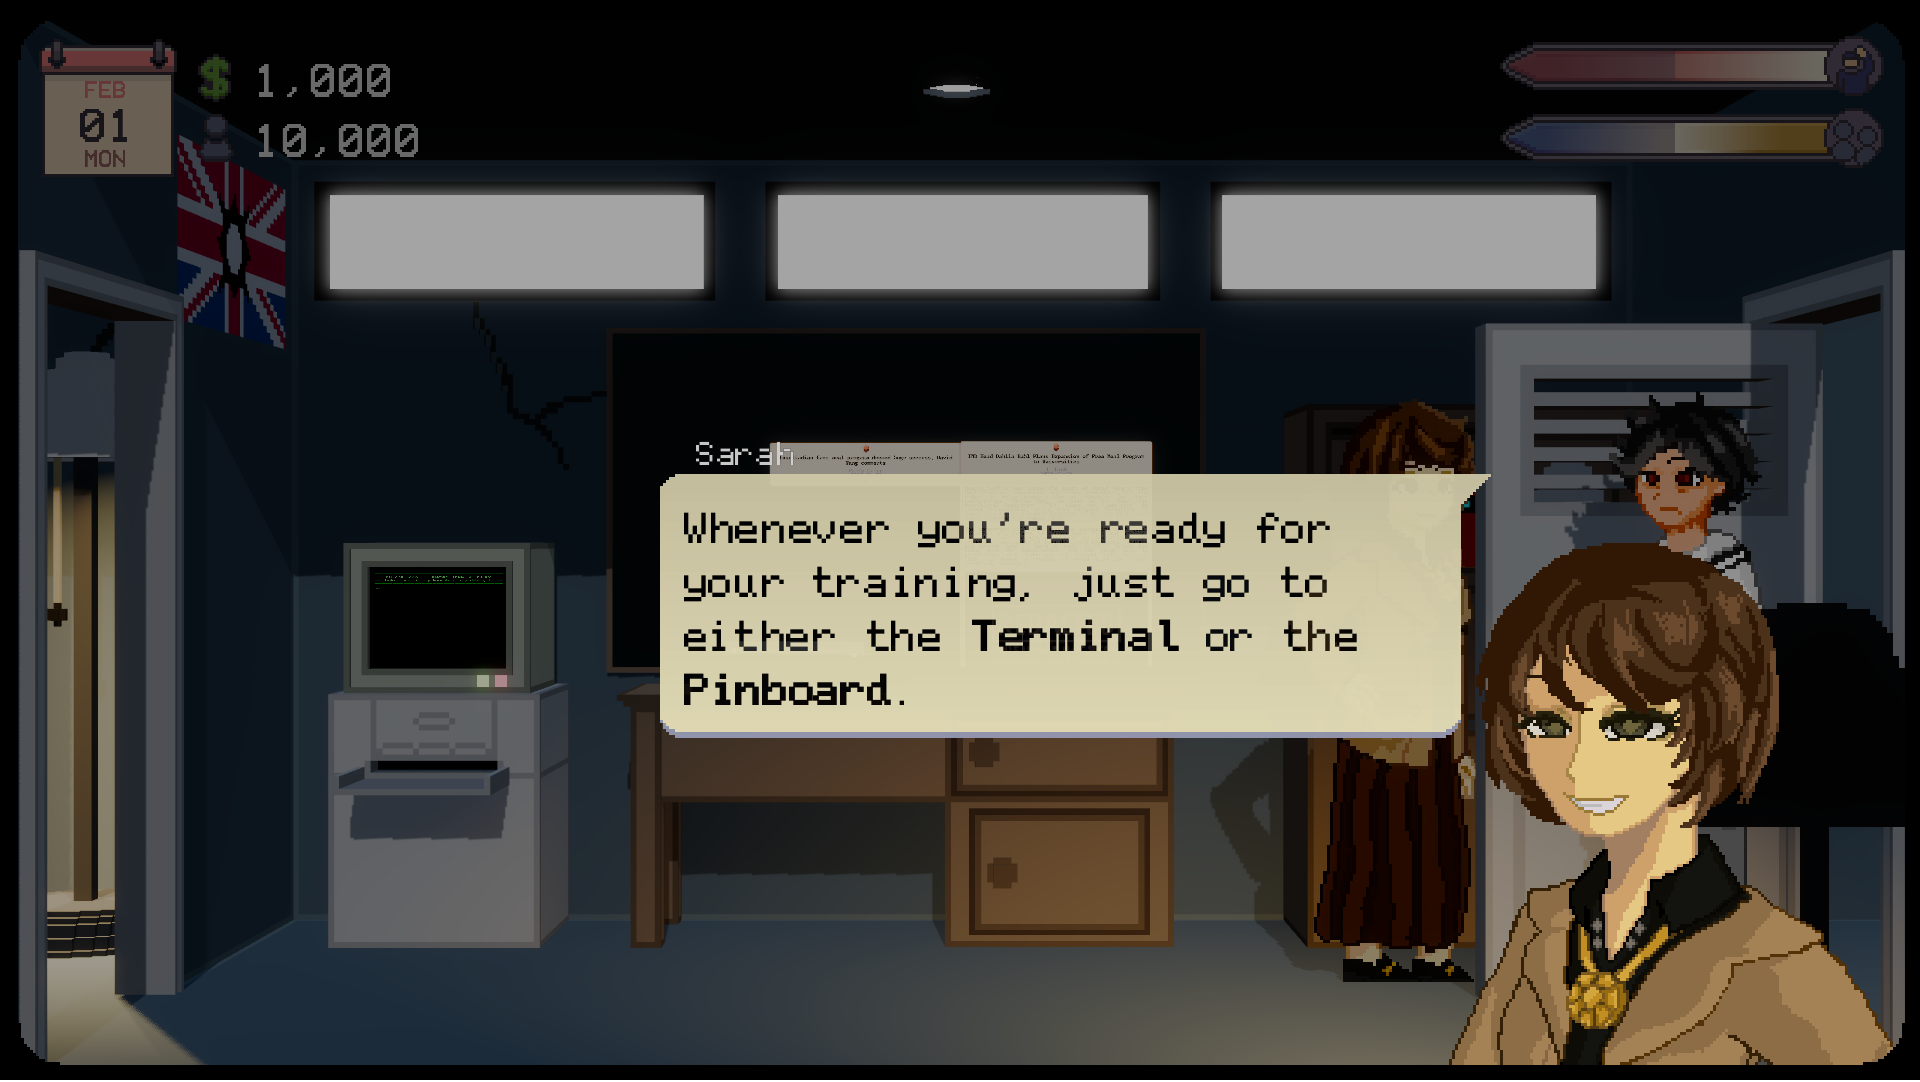 FEB
01
MON
$ 1,000
10,000
Sarah
Whenever you're ready for
your training, just go to
either the Terminal or the
Pinboard.